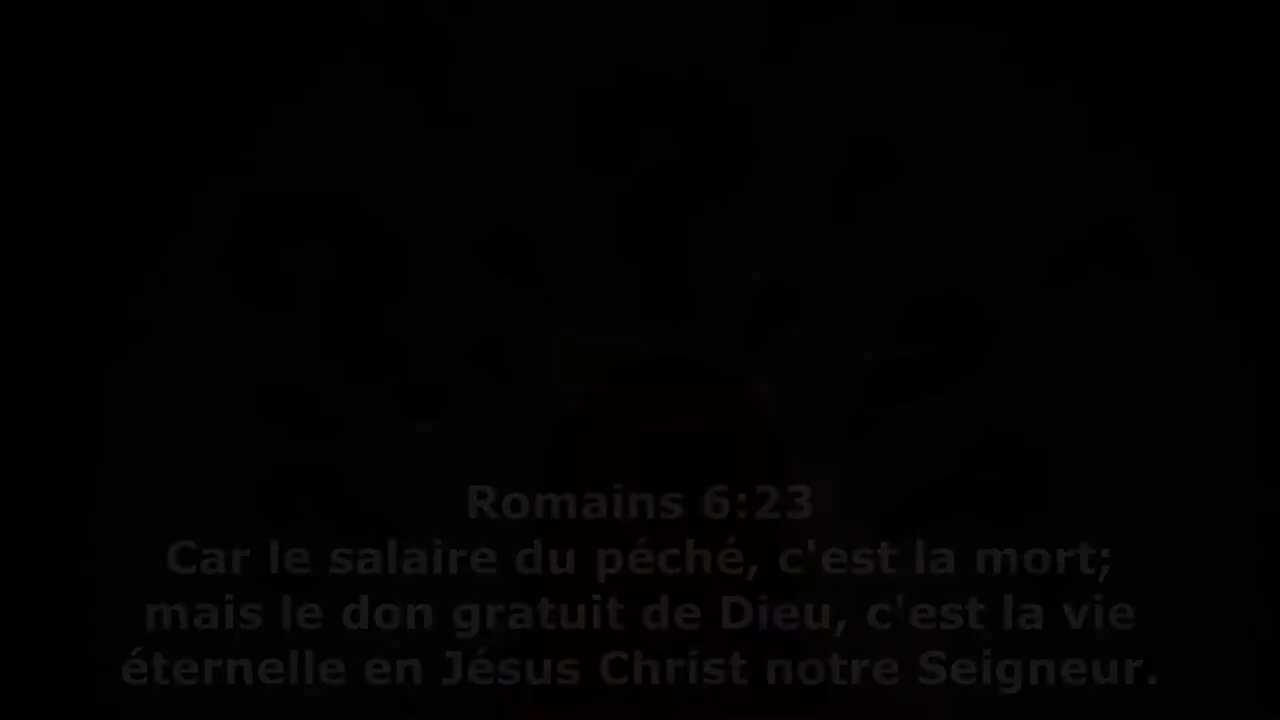 Romains 6:23
Car le salaire du péché, c'est la mort;
mais le don gratuit de Dieu, c'est la vie
éternelle en Jésus Christ notre Seigneur.